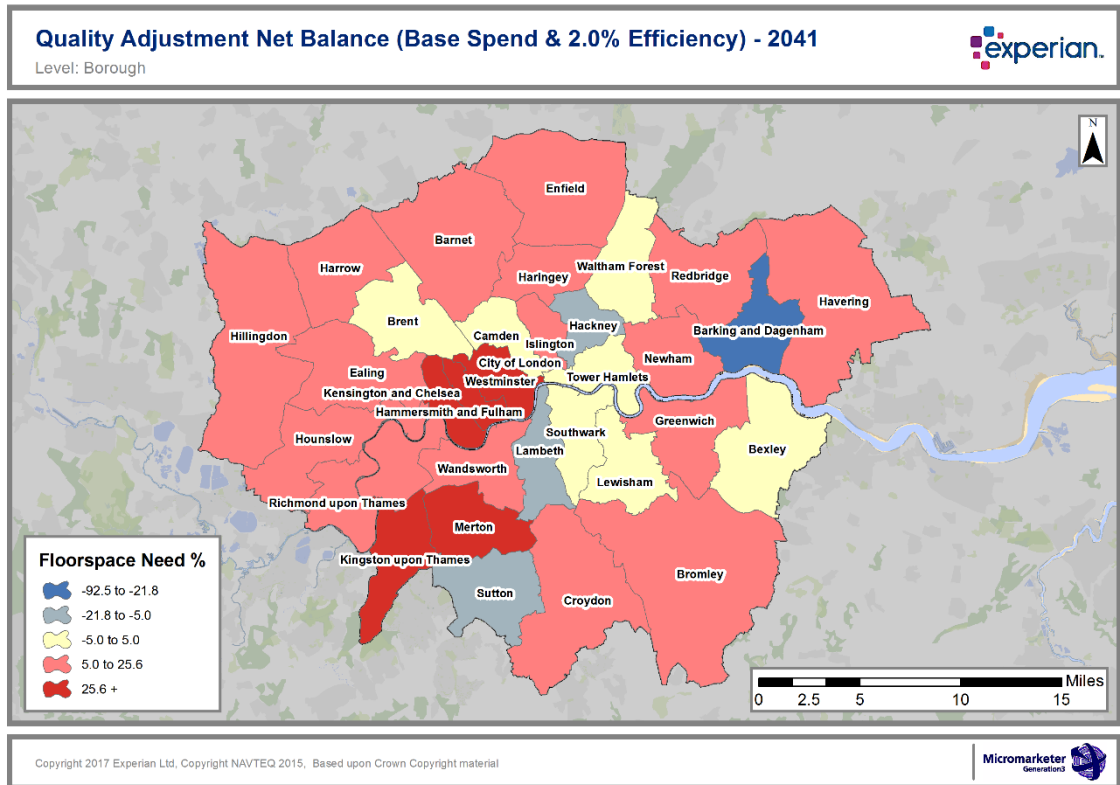 Quality Adjustment Net Balance (Base Spend & 2.0% Efficiency) - 2041
Level: Borough
experian™
N
Enfield
Barnet
Harrow
Haringey
Waltham Forest
Redbridge
Havering
Hillingdon
Brent
Camden
Hackney
Barking and Dagenham
Islington
City of London
Newham
Ealing
Westminster
Tower Hamlets
Kensington and Chelsea
Hammersmith and Fulham
Hounslow
Southwark
Greenwich
Lambeth
Bexley
Wandsworth
Lewisham
Richmond upon Thames
Merton
Kingston upon Thames
Bromley
Sutton
Croydon
Floorspace Need %
-92.5 to -21.8
-21.8 to -5.0
-5.0 to 5.0
5.0 to 25.6
25.6 +
Miles
0 2.5 5 10 15
Copyright 2017 Experian Ltd, Copyright NAVTEQ 2015, Based upon Crown Copyright material
Micromarketer
Generation3